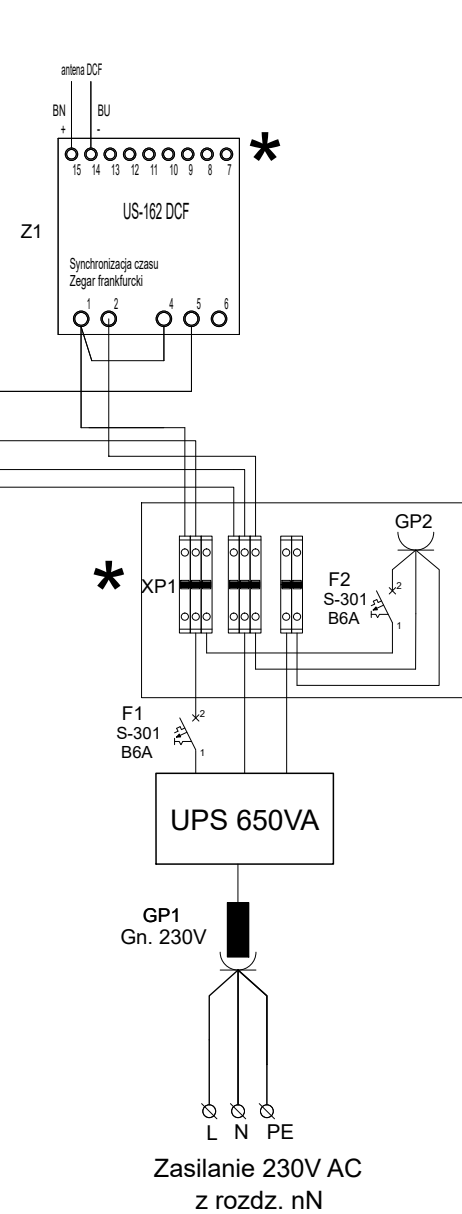 antena DCF
BN BU
+ -
15 14 13 12 11 10 9 8 7
US-162 DCF
Z1
Synchronizacja czasu
Zegar frankfurcki
1 2 4 5 6
GP2
XP1
F2
S-301
B6A
2
1
F1
S-301
B6A
2
1
UPS 650VA
GP1
Gn. 230V
L N PE
Zasilanie 230V AC
z rozdz. nN